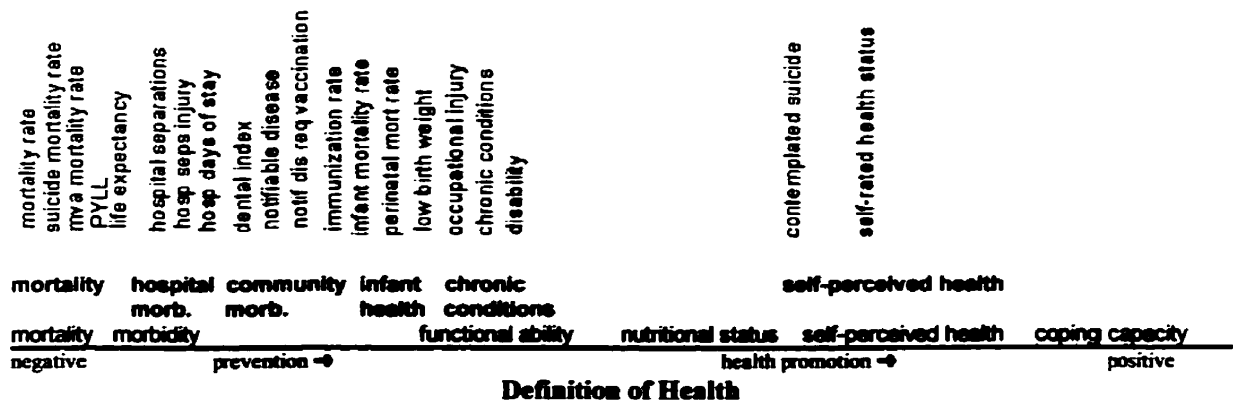 mortality rate
suicide mortality rate
mva mortality rate
PYLL
life expectancy
hospital separations
hosp seps injury
hosp days of stay
dental index
notifiable disease
notif dis req vaccination
immunization rate
infant mortality rate
perinatal mort rate
low birth weight
occupational injury
chronic conditions
disability
contemplated suicide
self-rated health status
mortality hospital community infant chronic self-perceived health
morb. morb. health conditions
mortality morbidity functional ability nutritional status self-perceived health coping capacity
negative prevention → health promotion → positive
Definition of Health